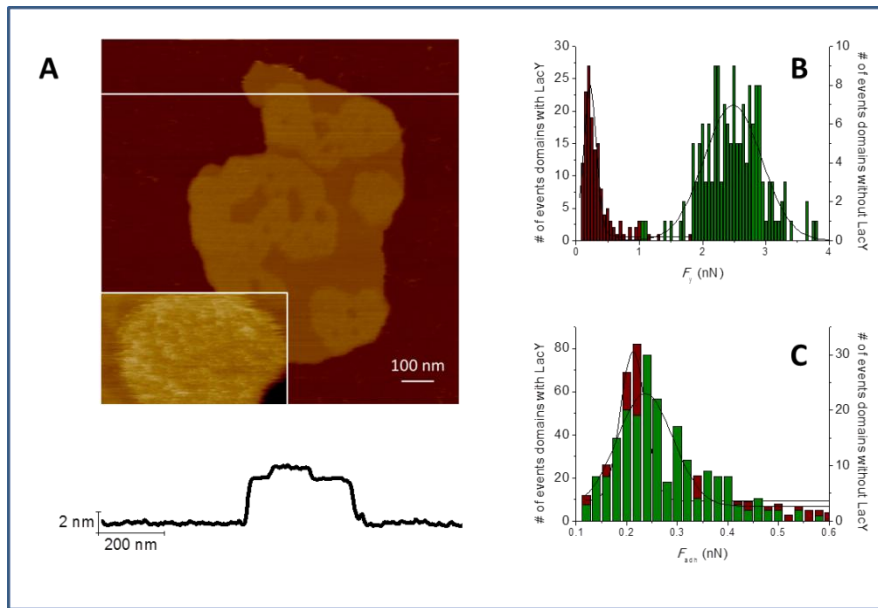 A
100 nm
2 nm
200 nm
B
# of events domains with LacY
30
25
20
15
10
5
0
# of events domains without LacY
10
8
6
4
2
0
0
1
2
3
4
F_y (nN)
C
# of events domains with LacY
80
60
40
20
0
# of events domains without LacY
30
20
10
0
0.1
0.2
0.3
0.4
0.5
0.6
F_adh (nN)